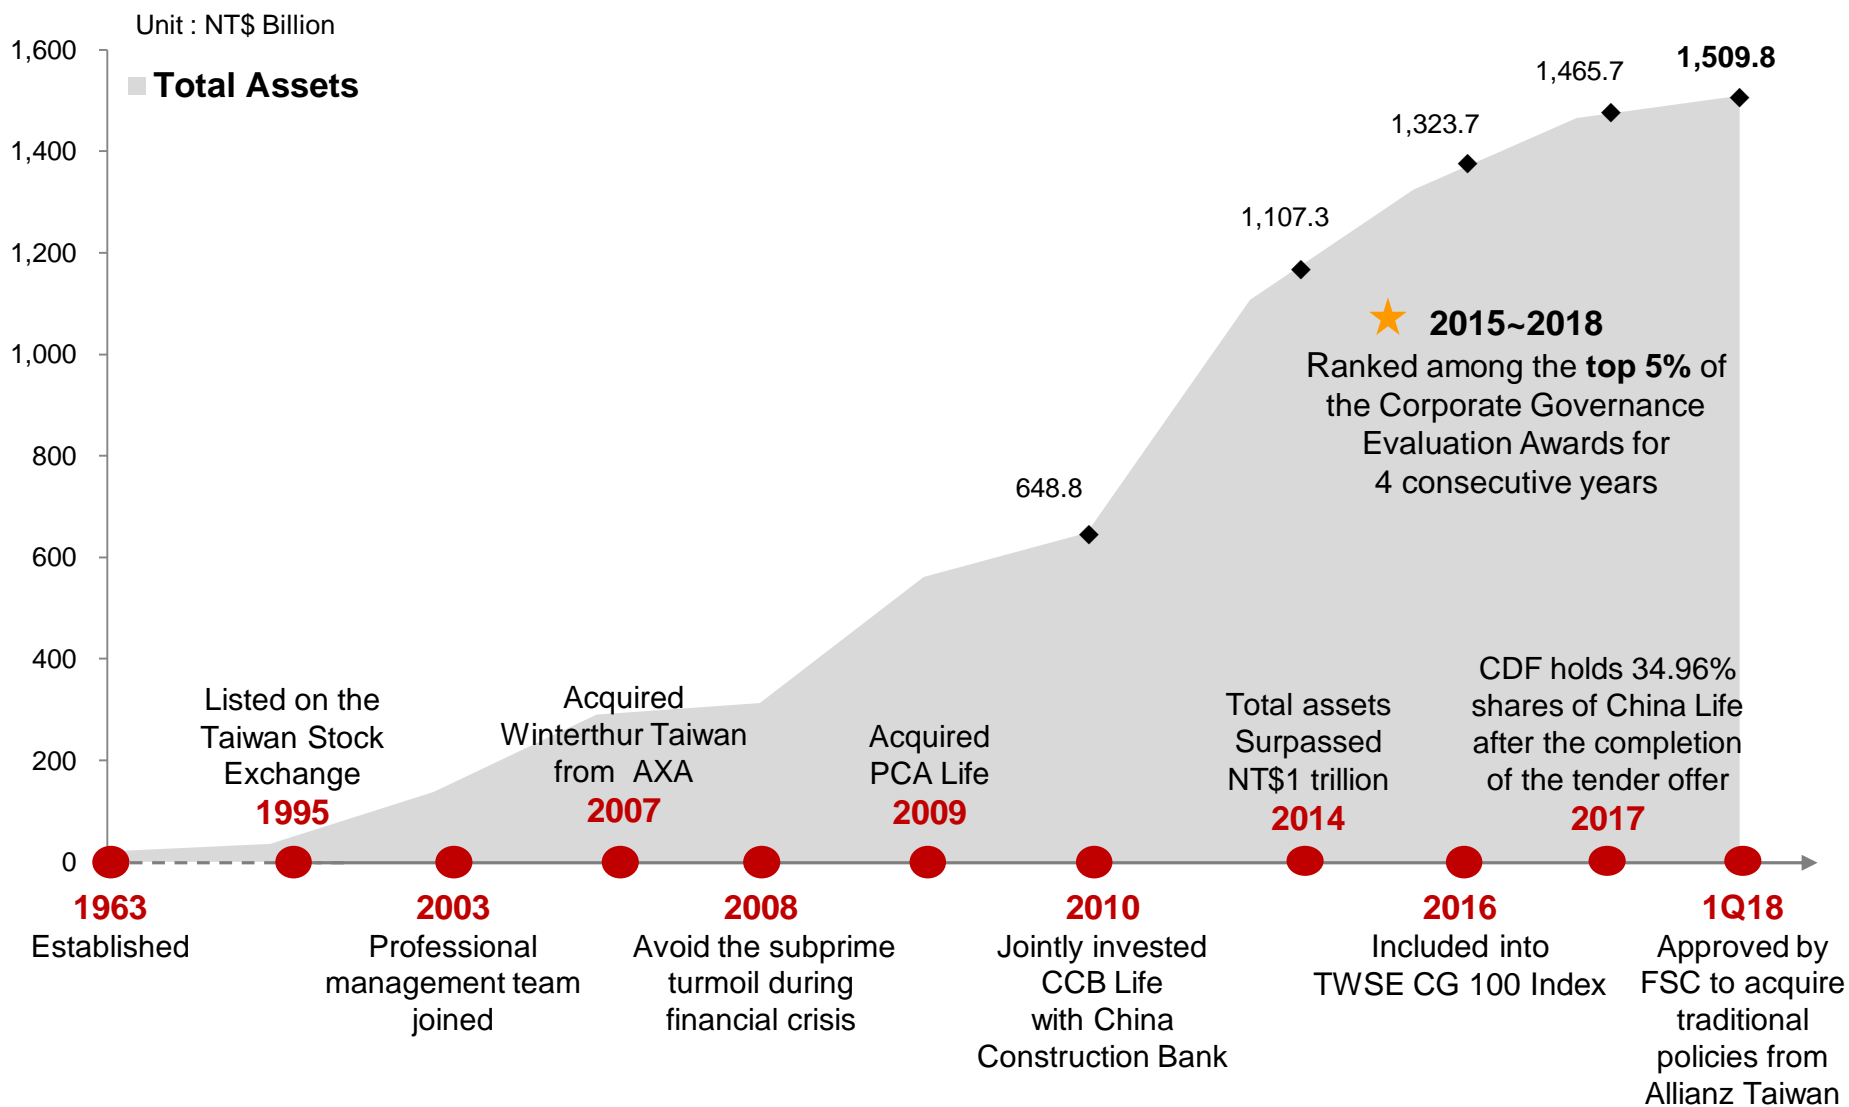 Unit : NT$ Billion
Total Assets
1,600
1,400
1,200
1,000
800
600
400
200
0
648.8
1,107.3
1,323.7
1,465.7
1,509.8
2015~2018
Ranked among the top 5% of
the Corporate Governance
Evaluation Awards for
4 consecutive years
Listed on the
Taiwan Stock
Exchange
1995
Acquired
Winterthur Taiwan
from AXA
2007
Acquired
PCA Life
2009
Total assets
Surpassed
NT$1 trillion
2014
CDF holds 34.96%
shares of China Life
after the completion
of the tender offer
2017
1963
Established
2003
Professional
management team
joined
2008
Avoid the subprime
turmoil during
financial crisis
2010
Jointly invested
CCB Life
with China
Construction Bank
2016
Included into
TWSE CG 100 Index
1Q18
Approved by
FSC to acquire
traditional
policies from
Allianz Taiwan